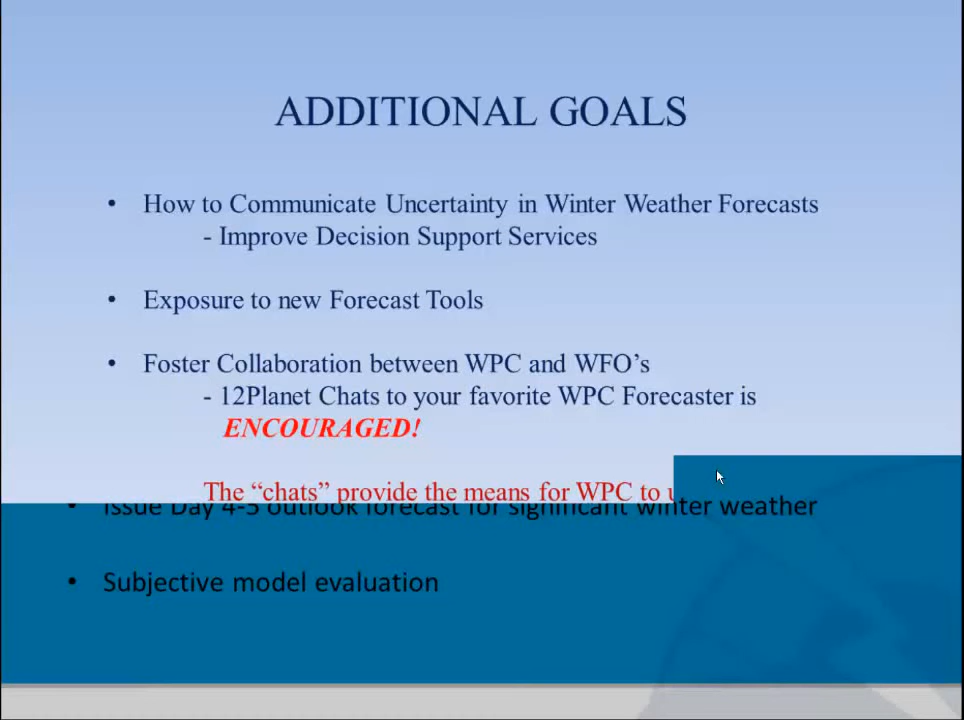 ADDITIONAL GOALS
• How to Communicate Uncertainty in Winter Weather Forecasts
- Improve Decision Support Services
• Exposure to new Forecast Tools
• Foster Collaboration between WPC and WFO’s
- 12Planet Chats to your favorite WPC Forecaster is
ENCOURAGED!
The “chats” provide the means for WPC to
• Issue Day 4-5 outlook forecast for significant winter weather
• Subjective model evaluation